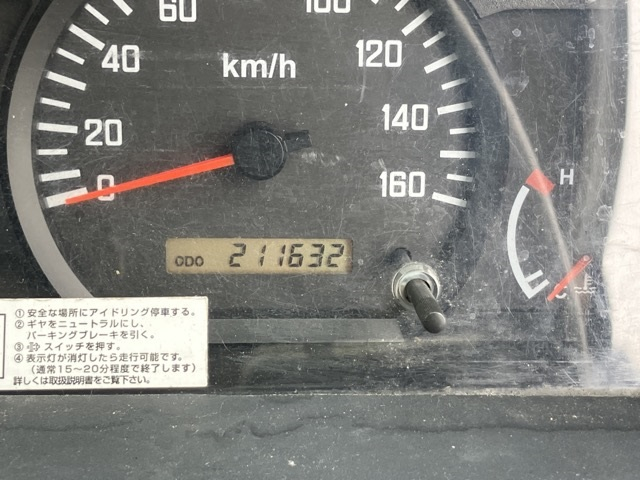 60
100
40
120
km/h
20
140
0
160
H
ODO 211632
C
① 安全な場所にアイドリング停車する。
② ギヤをニュートラルにし、
パーキングブレーキを引く。
③ スイッチを押す。
④ 表示灯が消灯したら走行可能です。
(通常15～20分程度で終了します)
詳しくは取扱説明書をご覧下さい。